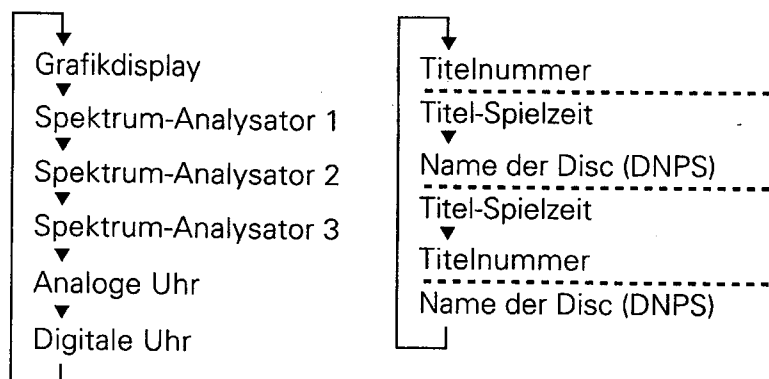 Grafikdisplay
Spektrum-Analysator 1
Spektrum-Analysator 2
Spektrum-Analysator 3
Analoge Uhr
Digitale Uhr
Titelnummer
Titel-Spielzeit
Name der Disc (DNPS)
Titel-Spielzeit
Titelnummer
Name der Disc (DNPS)